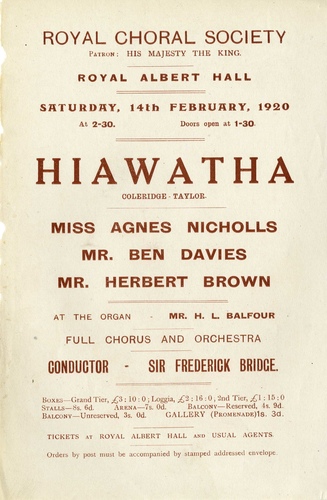 ROYAL CHORAL SOCIETY
PATRON: HIS MAJESTY THE KING.
ROYAL ALBERT HALL
SATURDAY, 14th FEBRUARY, 1920
At 2-30. Doors open at 1-30.
HIAWATHA
COLERIDGE-TAYLOR.
MISS AGNES NICHOLLS
MR. BEN DAVIES
MR. HERBERT BROWN
AT THE ORGAN - MR. H. L. BALFOUR
FULL CHORUS AND ORCHESTRA
CONDUCTOR - SIR FREDERICK BRIDGE.
BOXES—Grand Tier, £3 : 10 : 0; Loggia, £2 : 16 : 0, 2nd Tier, £1 : 15 : 0
STALLS—8s. 6d. ARENA—7s. 0d. BALCONY—Reserved, 4s. 9d.
BALCONY—Unreserved, 3s. 0d. GALLERY (PROMENADE) 1s. 3d.
TICKETS AT ROYAL ALBERT HALL AND USUAL AGENTS.
Orders by post must be accompanied by stamped addressed envelope.